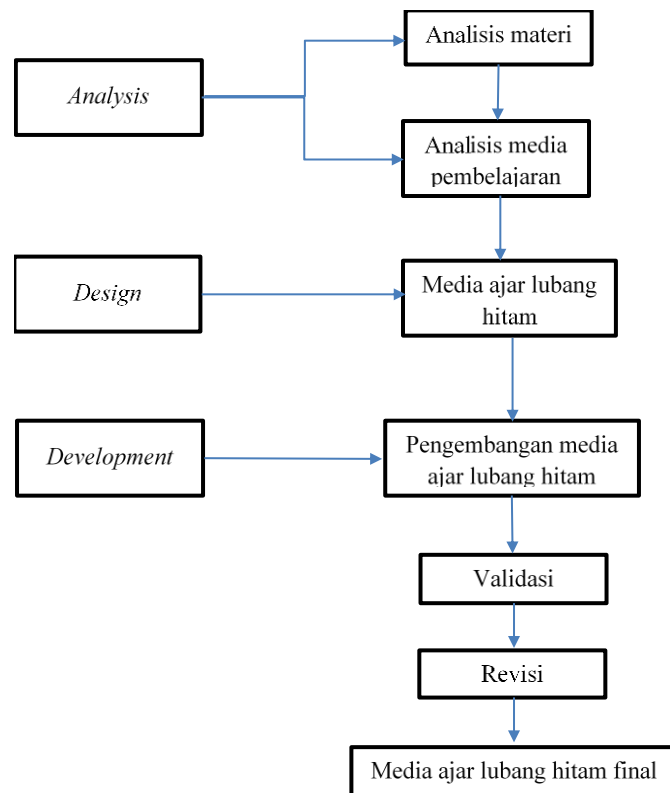 Analisis materi
Analysis
Analisis media
pembelajaran
Design
Media ajar lubang
hitam
Development
Pengembangan media
ajar lubang hitam
Validasi
Revisi
Media ajar lubang hitam final